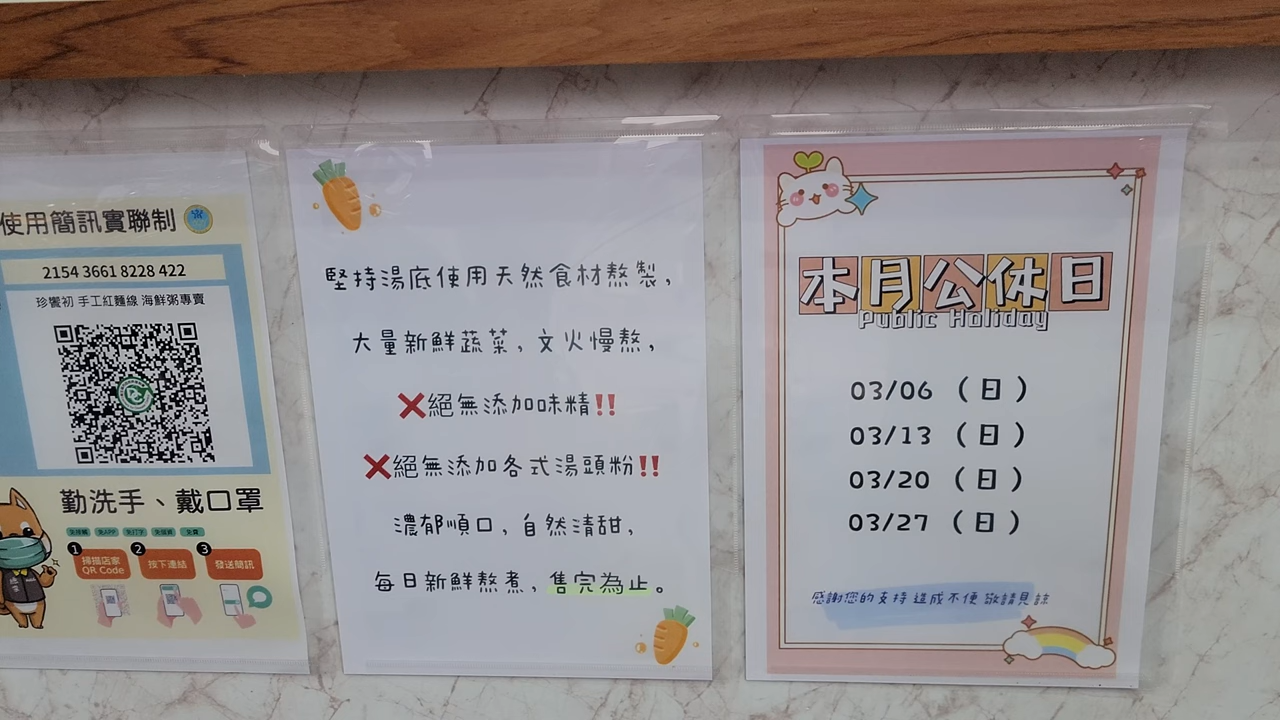 使用簡訊實聯制
2154 3661 8228 422
珍饗初 手工紅麵線 海鮮粥專賣
勤洗手、戴口罩
1 2 3
掃描店家 按下連結 發送簡訊
QR Code
堅持湯底使用天然食材熬製,
大量新鮮蔬菜, 文火慢熬,
❌絕無添加味精‼️
❌絕無添加各式湯頭粉‼️
濃郁順口, 自然清甜,
每日新鮮熬煮, 售完為止。
本月公休日
Public Holiday
03/06 (日)
03/13 (日)
03/20 (日)
03/27 (日)
感謝您的支持 造成不便 敬請見諒